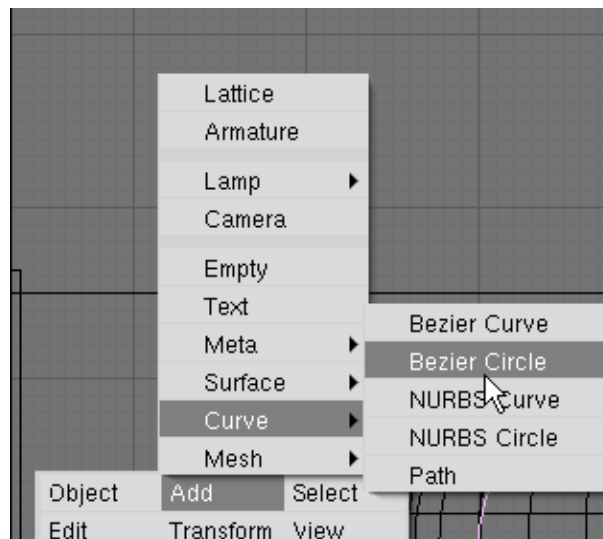 Lattice
Armature
Lamp
Camera
Empty
Text
Meta
Surface
Curve
Mesh
Bezier Curve
Bezier Circle
NURBS Curve
NURBS Circle
Path
Object Add Select
Edit Transform View